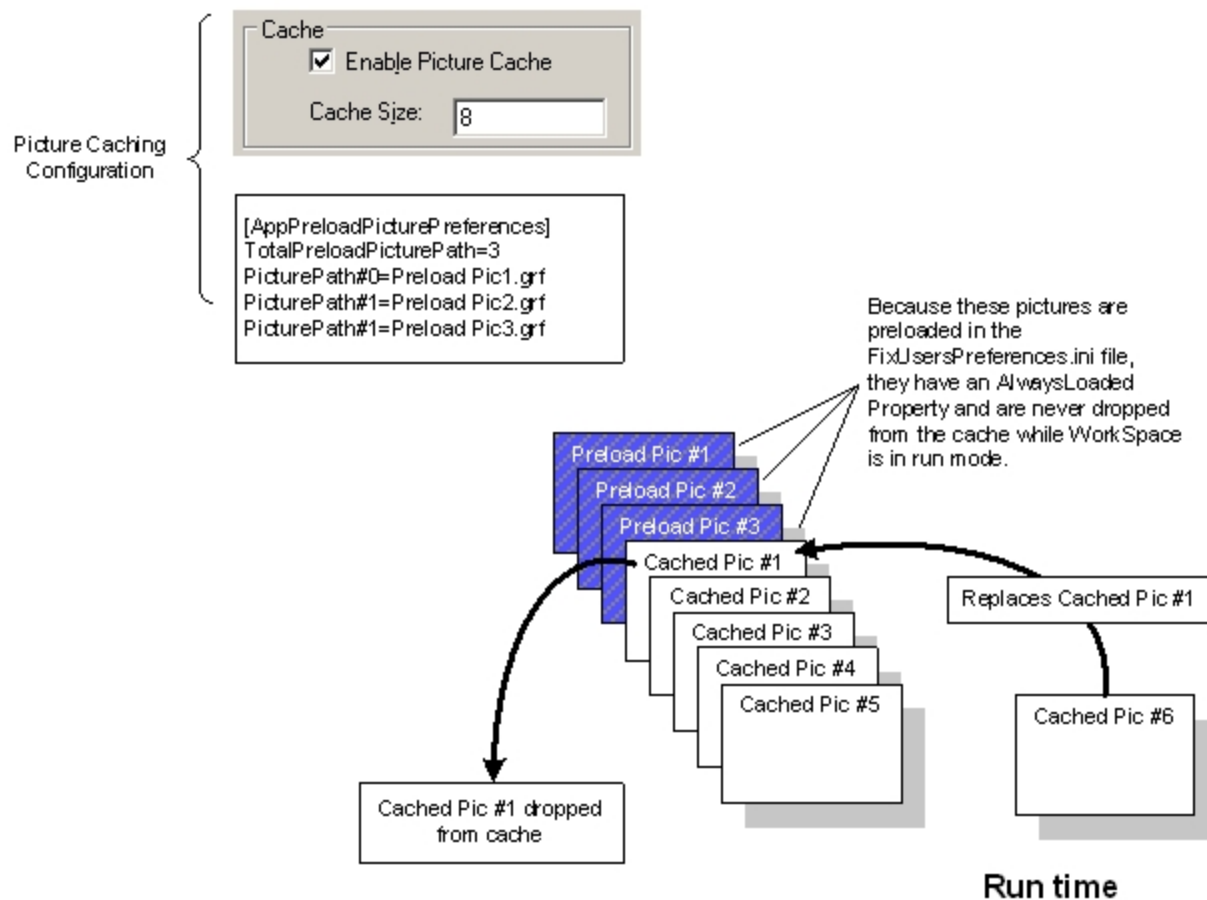 Cache
Enable Picture Cache
Cache Size:
8
Picture Caching
Configuration
[AppPreloadPicturePreferences]
TotalPreloadPicturePath=3
PicturePath#0=Preload Pic1.grf
PicturePath#1=Preload Pic2.grf
PicturePath#1=Preload Pic3.grf
Because these pictures are
preloaded in the
FixUsersPreferences.ini file,
they have an AlwaysLoaded
Property and are never dropped
from the cache while WorkSpace
is in run mode.
Preload Pic #1
Preload Pic #2
Preload Pic #3
Cached Pic #1
Cached Pic #2
Cached Pic #3
Cached Pic #4
Cached Pic #5
Replaces Cached Pic #1
Cached Pic #6
Cached Pic #1 dropped
from cache
Run time